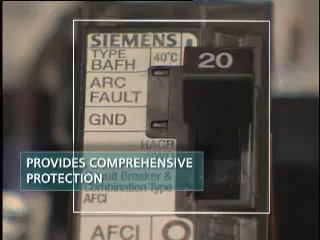 SIEMENS
TYPE 40°C 20
BAFH
ARC
FAULT
GND
HACR
PROVIDES COMPREHENSIVE
PROTECTION
Circuit Breaker &
Combination Type
AFCI
AFCI